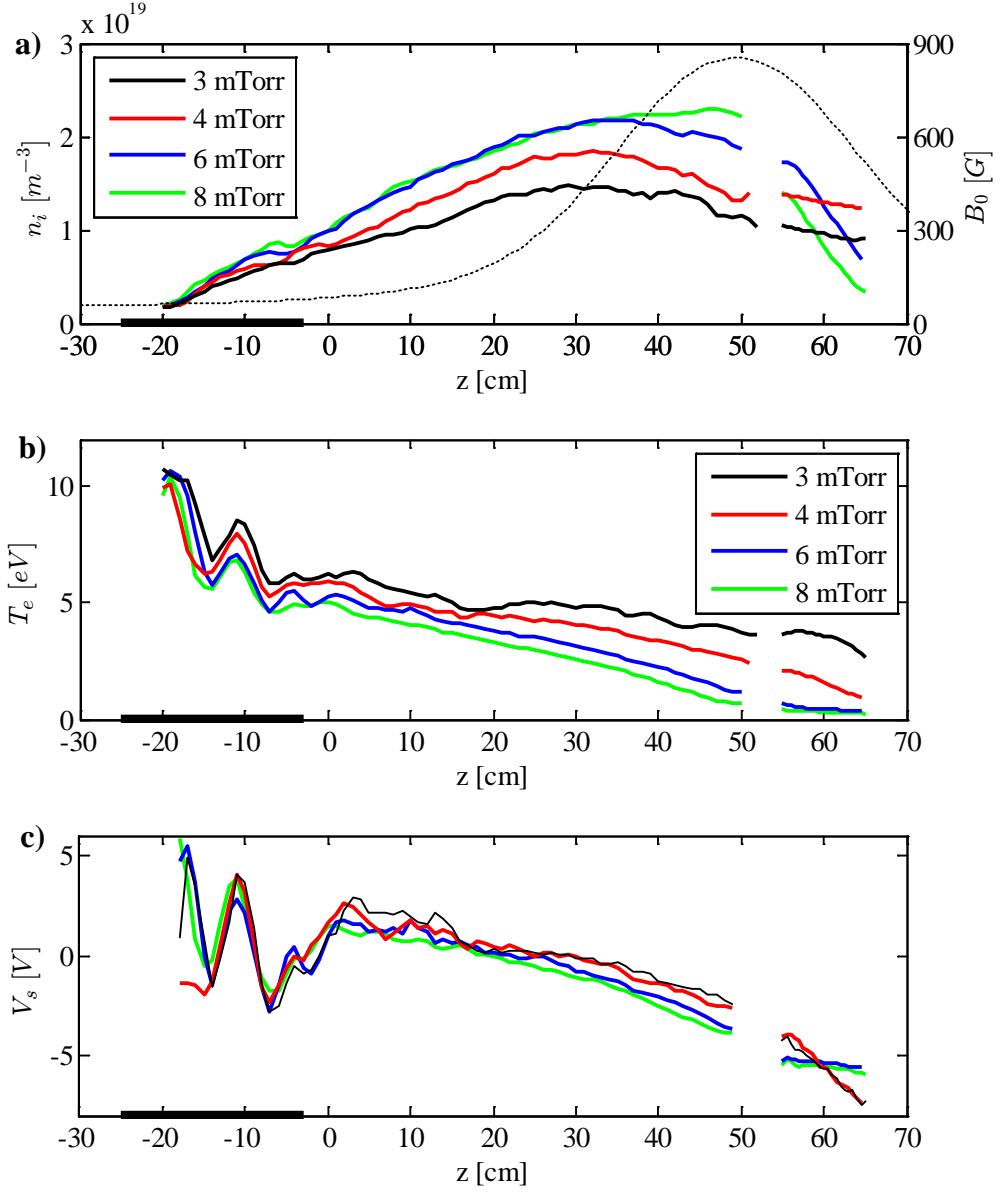 a)
x 10^19
3
2
1
0
n_i [m^−3]
3 mTorr
4 mTorr
6 mTorr
8 mTorr
900
600
300
0
B_0 [G]
-30 -20 -10 0 10 20 30 40 50 60 70
z [cm]
b)
10
5
0
T_e [eV]
3 mTorr
4 mTorr
6 mTorr
8 mTorr
-30 -20 -10 0 10 20 30 40 50 60 70
z [cm]
c)
5
0
-5
V_s [V]
-30 -20 -10 0 10 20 30 40 50 60 70
z [cm]